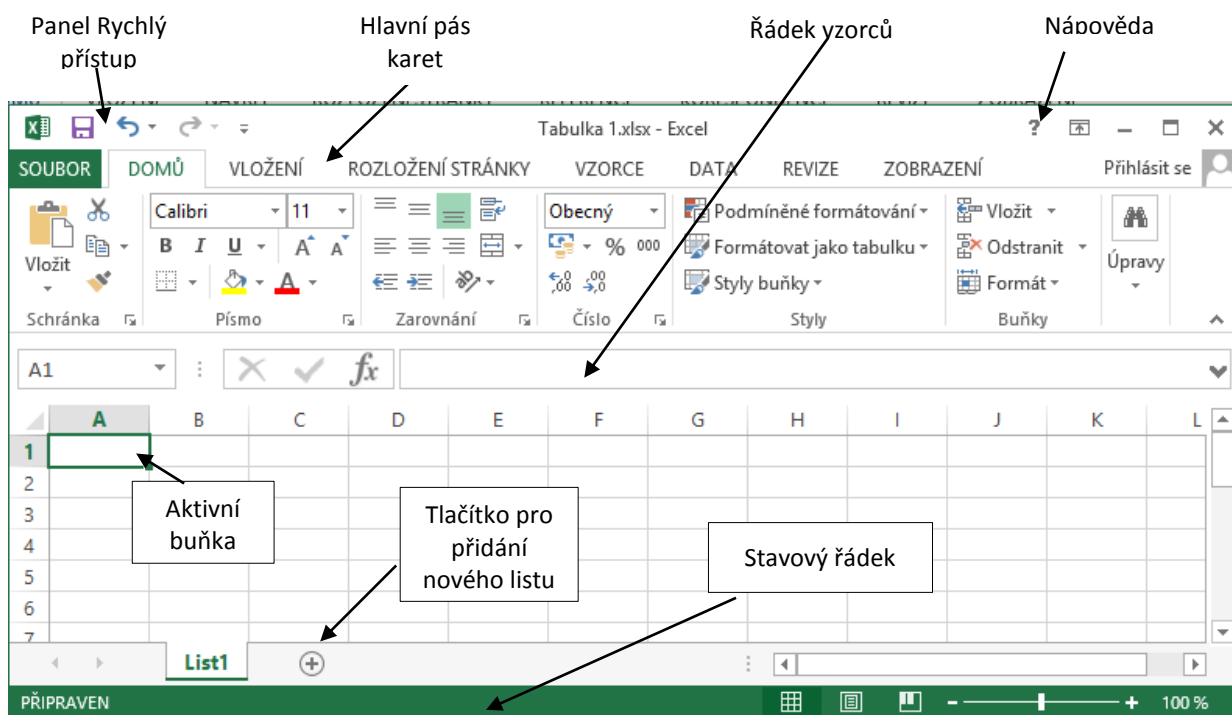 Panel Rychlý
přístup
Hlavní pás
karet
Řádek vzorců
Nápověda
Tabulka 1.xlsx - Excel
?
SOUBOR DOMŮ VLOŽENÍ ROZLOŽENÍ STRÁNKY VZORCE DATA REVIZE ZOBRAZENÍ Přihlásit se
Vložit
Schránka
Calibri 11
B I U A A
A
Písmo
Zarovnání
Obecný
% 000
,00 ,00
,0
Číslo
Podmíněné formátování
Formátovat jako tabulku
Styly buňky
Styly
Vložit
Odstranit
Formát
Buňky
Úpravy
A1 fx
A B C D E F G H I J K L
1
2
3
4
5
6
7
Aktivní
buňka
Tlačítko pro
přidání
nového listu
Stavový řádek
List1
PŘIPRAVEN 100 %